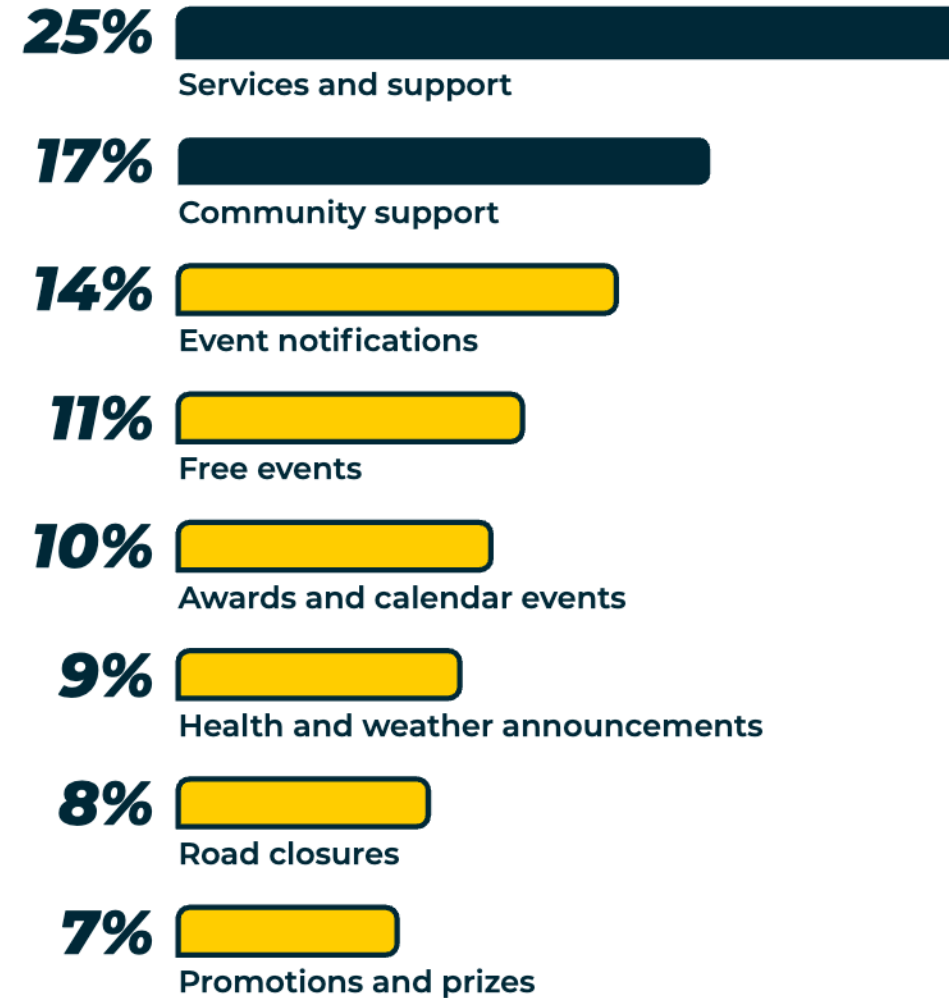 25%
Services and support
17%
Community support
14%
Event notifications
11%
Free events
10%
Awards and calendar events
9%
Health and weather announcements
8%
Road closures
7%
Promotions and prizes